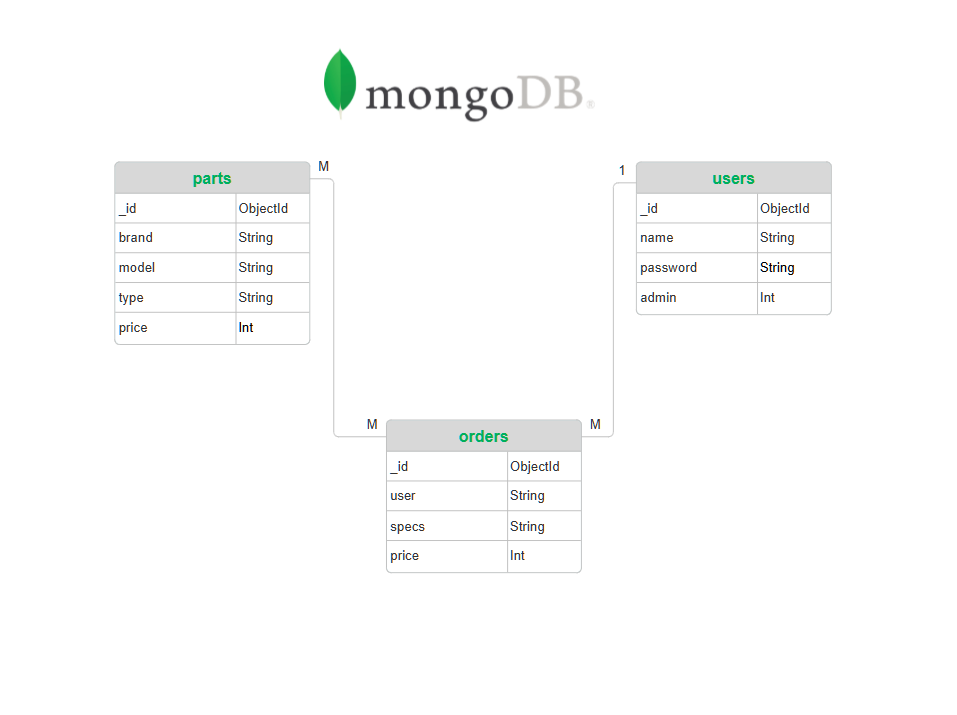 mongoDB®
M
1
parts
_id ObjectId
brand String
model String
type String
price Int
users
_id ObjectId
name String
password String
admin Int
M
M
orders
_id ObjectId
user String
specs String
price Int